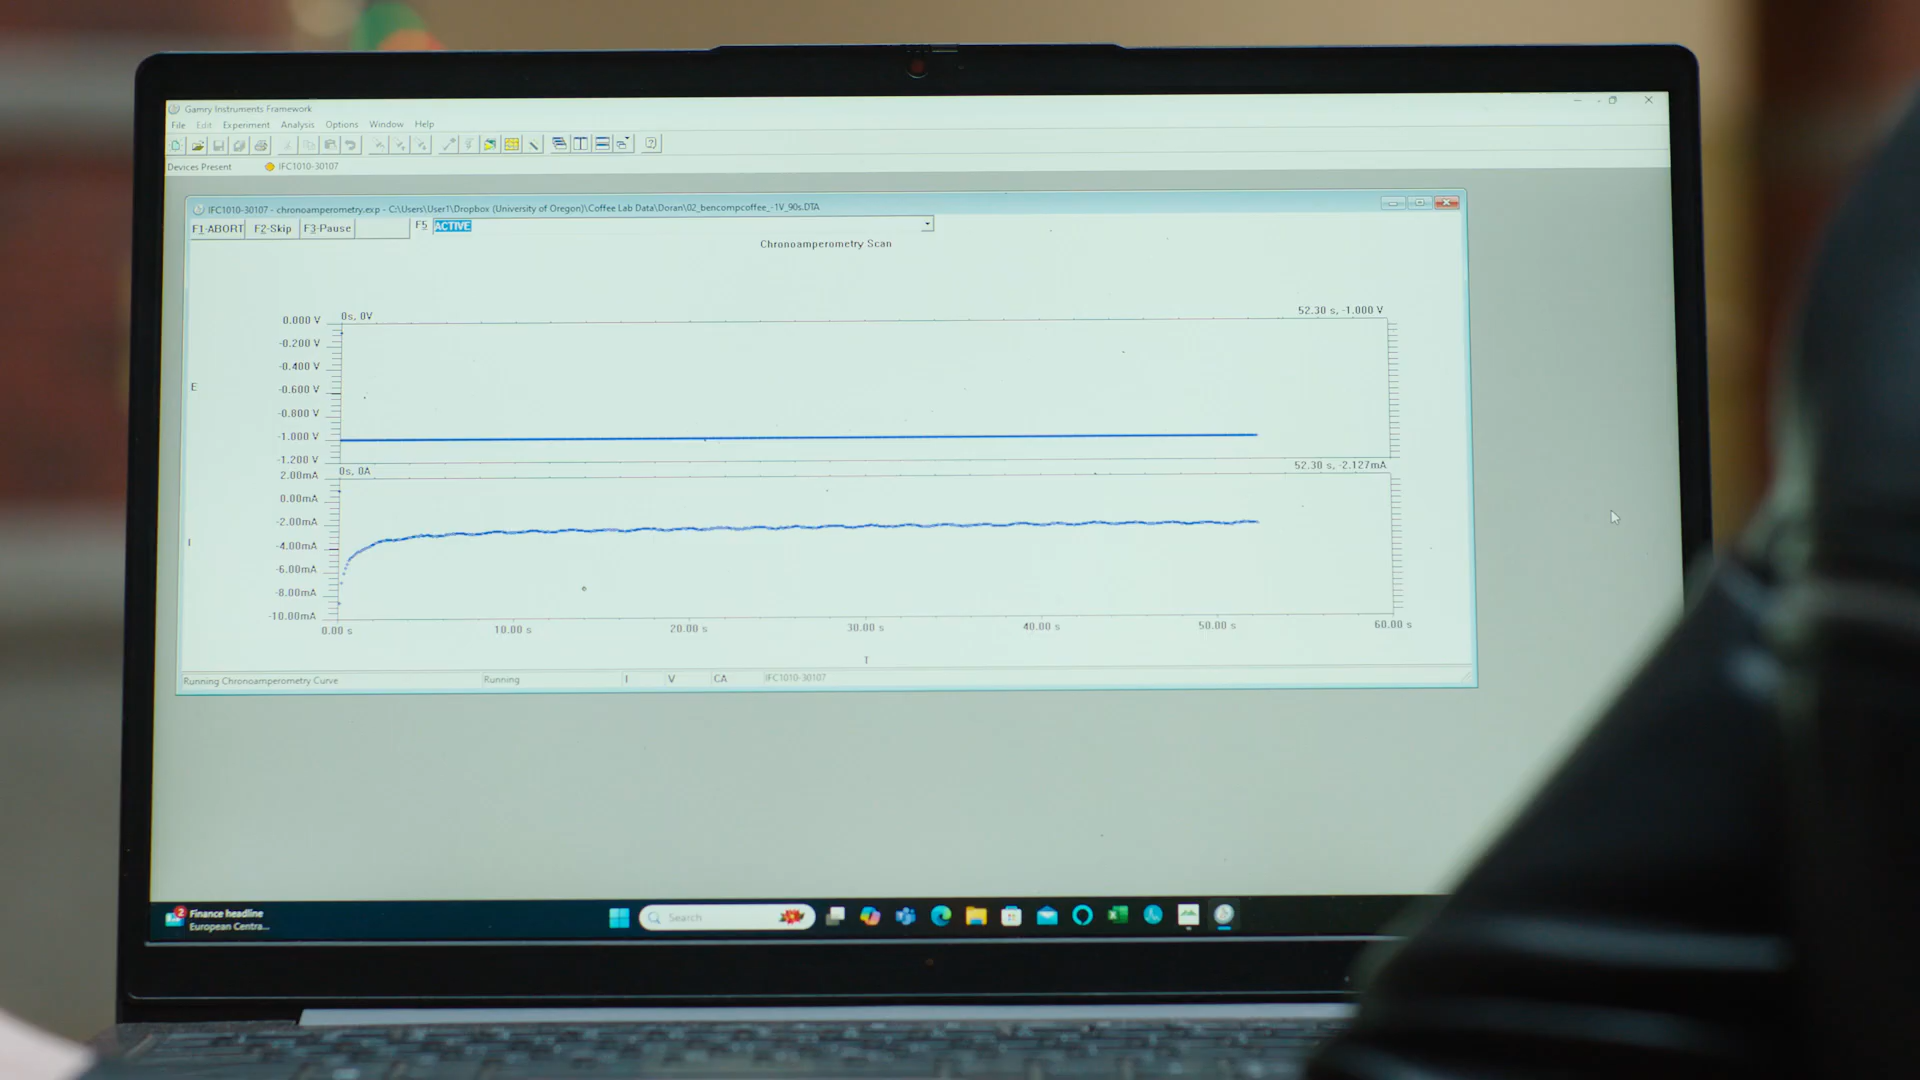 Gamry Instruments Framework
File Edit Experiment Analysis Options Window Help
Devices Present IFC1010-30107
IFC1010-30107 - chronoamperometry.exp - C:\Users\User1\Dropbox (University of Oregon)\Coffee Lab Data\Doran\02_bencompcoffee_-1V_90s.DTA
F1-ABORT F2-Skip F3-Pause F5 ACTIVE
Chronoamperometry Scan
0s, 0V 52.30 s, -1.000 V
0.000 V
-0.200 V
-0.400 V
E
-0.600 V
-0.800 V
-1.000 V
-1.200 V
0s, 0A 52.30 s, -2.127mA
2.00mA
0.00mA
-2.00mA
I
-4.00mA
-6.00mA
-8.00mA
-10.00mA
0.00 s 10.00 s 20.00 s 30.00 s 40.00 s 50.00 s 60.00 s
T
Running Chronoamperometry Curve Running I V CA IFC1010-30107
2
Finance headline
European Centra...
Search